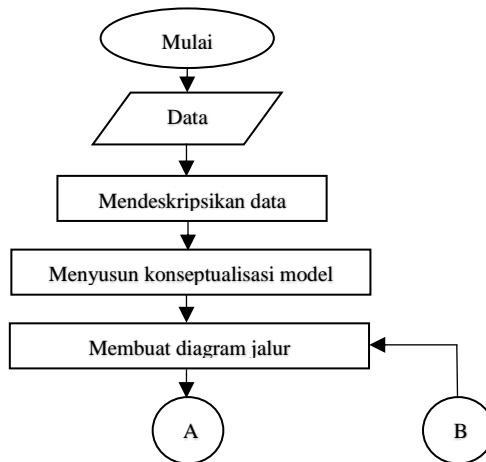 Mulai
Data
Mendeskripsikan data
Menyusun konseptualisasi model
Membuat diagram jalur
A
B